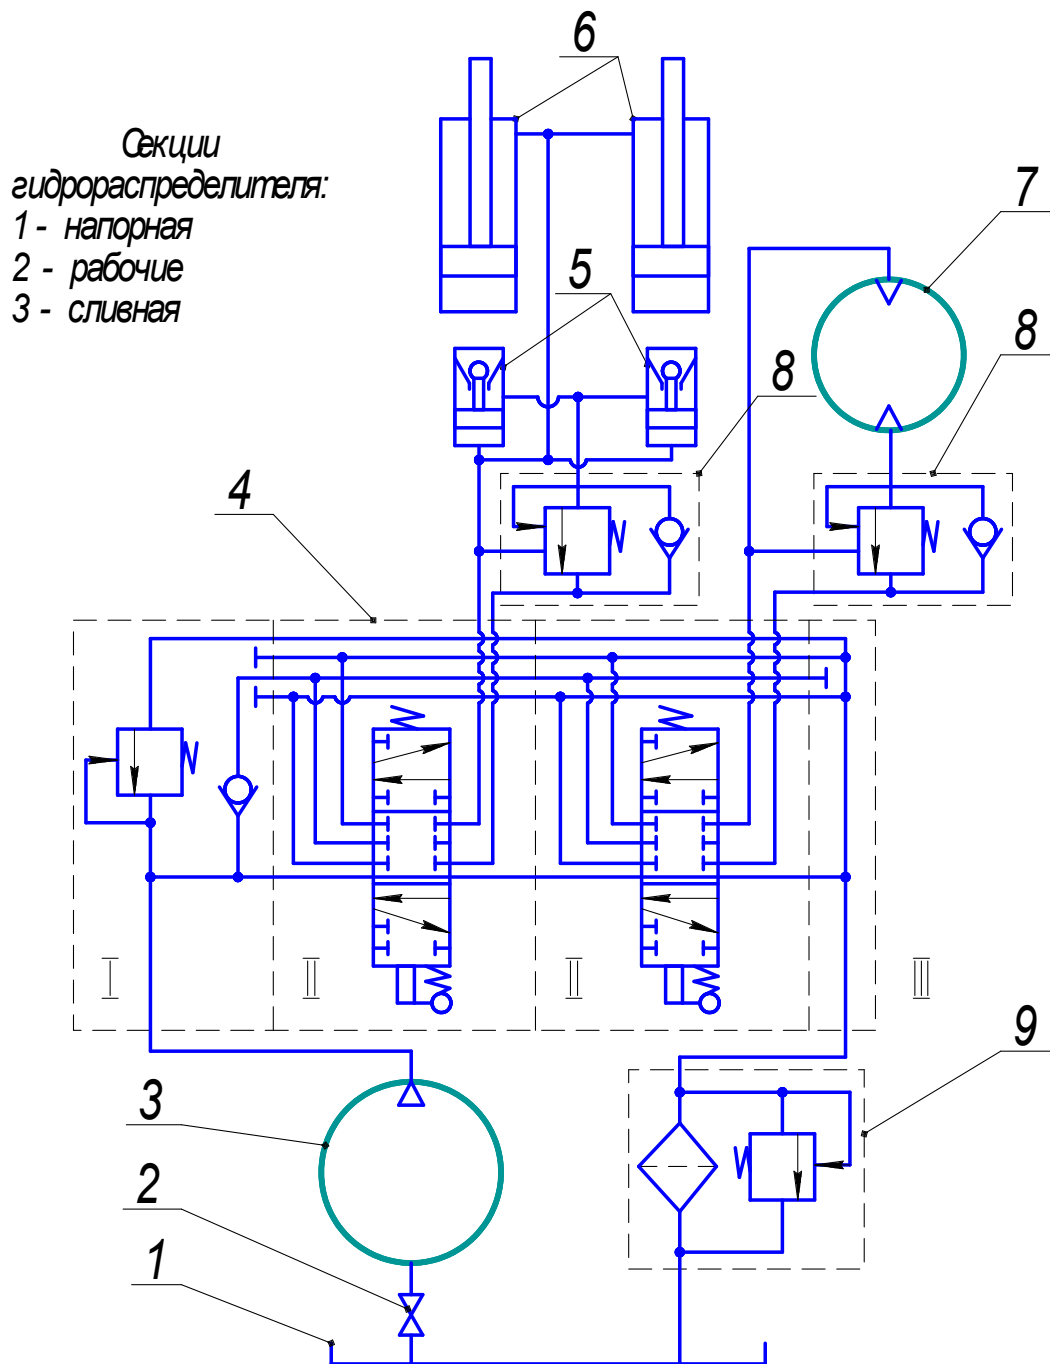 6
Секции
гидрораспределителя:
1 - напорная
2 - рабочие
3 - сливная
7
5
8
8
4
I
II
II
III
9
3
2
1